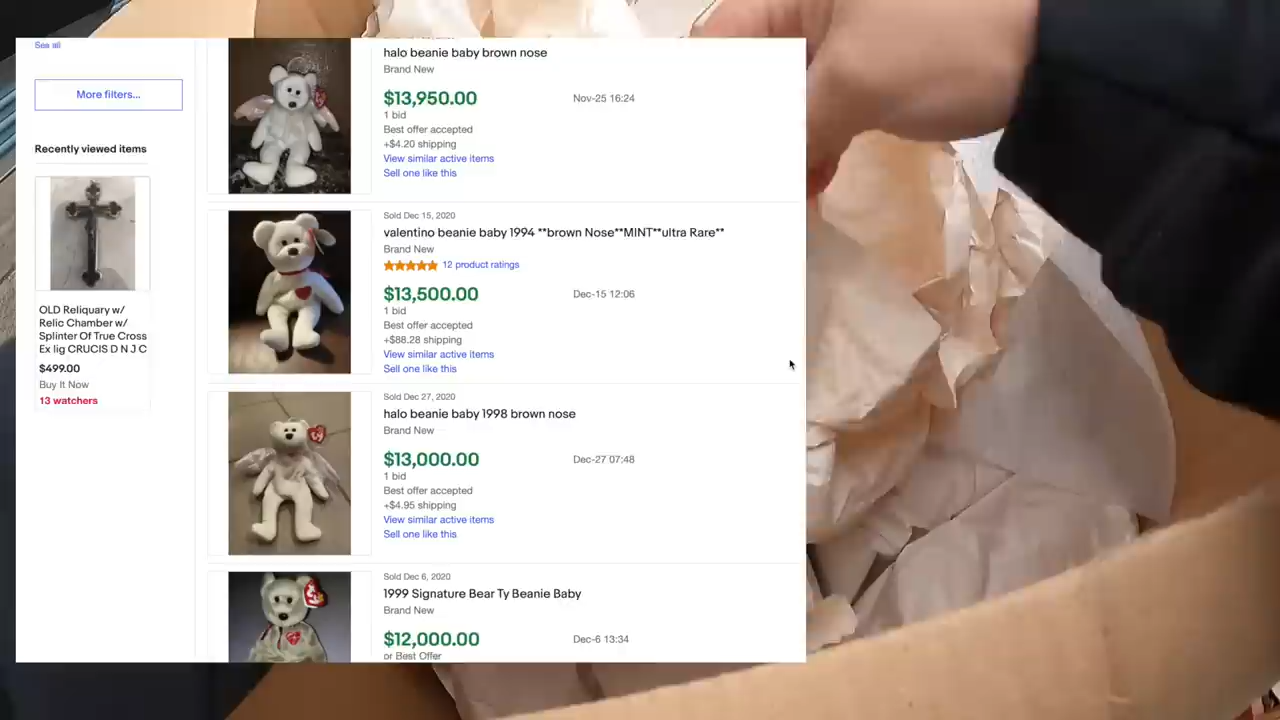 See all
More filters...
Recently viewed items
OLD Reliquary w/
Relic Chamber w/
Splinter Of True Cross
Ex lig CRUCIS D N J C
$499.00
Buy It Now
13 watchers
halo beanie baby brown nose
Brand New
$13,950.00
Nov-25 16:24
1 bid
Best offer accepted
+$4.20 shipping
View similar active items
Sell one like this
Sold Dec 15, 2020
valentino beanie baby 1994 **brown Nose**MINT**ultra Rare**
Brand New
12 product ratings
$13,500.00
Dec-15 12:06
1 bid
Best offer accepted
+$88.28 shipping
View similar active items
Sell one like this
Sold Dec 27, 2020
halo beanie baby 1998 brown nose
Brand New
$13,000.00
Dec-27 07:48
1 bid
Best offer accepted
+$4.95 shipping
View similar active items
Sell one like this
Sold Dec 6, 2020
1999 Signature Bear Ty Beanie Baby
Brand New
$12,000.00
Dec-6 13:34
or Best Offer